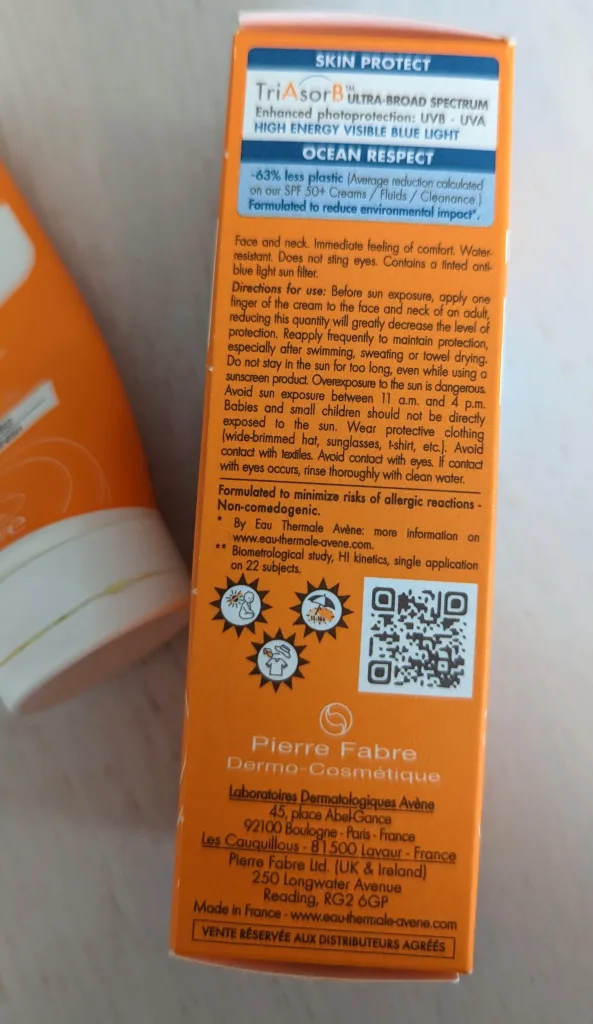 SKIN PROTECT
TriAsorB™ ULTRA-BROAD SPECTRUM
Enhanced photoprotection: UVB - UVA
HIGH ENERGY VISIBLE BLUE LIGHT
OCEAN RESPECT
-63% less plastic (Average reduction calculated
on our SPF 50+ Creams / Fluids / Cleanance.)
Formulated to reduce environmental impact*.
Face and neck. Immediate feeling of comfort. Water-
resistant. Does not sting eyes. Contains a tinted anti-
blue light sun filter.
Directions for use: Before sun exposure, apply one
finger of the cream to the face and neck of an adult,
reducing this quantity will greatly decrease the level of
protection. Reapply frequently to maintain protection,
especially after swimming, sweating or towel drying.
Do not stay in the sun for too long, even while using a
sunscreen product. Overexposure to the sun is dangerous.
Avoid sun exposure between 11 a.m. and 4 p.m.
Babies and small children should not be directly
exposed to the sun. Wear protective clothing
(wide-brimmed hat, sunglasses, t-shirt, etc.). Avoid
contact with textiles. Avoid contact with eyes. If contact
with eyes occurs, rinse thoroughly with clean water.
Formulated to minimize risks of allergic reactions -
Non-comedogenic.
* By Eau Thermale Avène: more information on
www.eau-thermale-avene.com.
** Biometrological study, HI kinetics, single application
on 22 subjects.
Pierre Fabre
Dermo-Cosmétique
Laboratoires Dermatologiques Avène
45, place Abel-Gance
92100 Boulogne - Paris - France
Les Cauquillous - 81500 Lavaur - France
Pierre Fabre Ltd. (UK & Ireland)
250 Longwater Avenue
Reading, RG2 6GP
Made in France - www.eau-thermale-avene.com
VENTE RÉSERVÉE AUX DISTRIBUTEURS AGRÉÉS